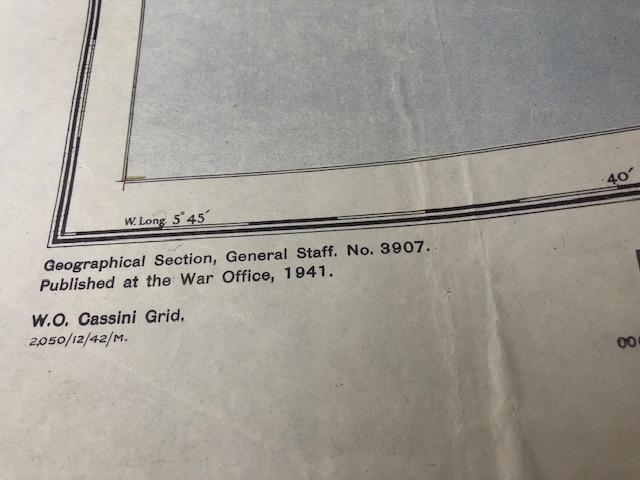 40′
W. Long. 5° 45′
Geographical Section, General Staff. No. 3907.
Published at the War Office, 1941.
W.O. Cassini Grid.
2,050/12/42/M.